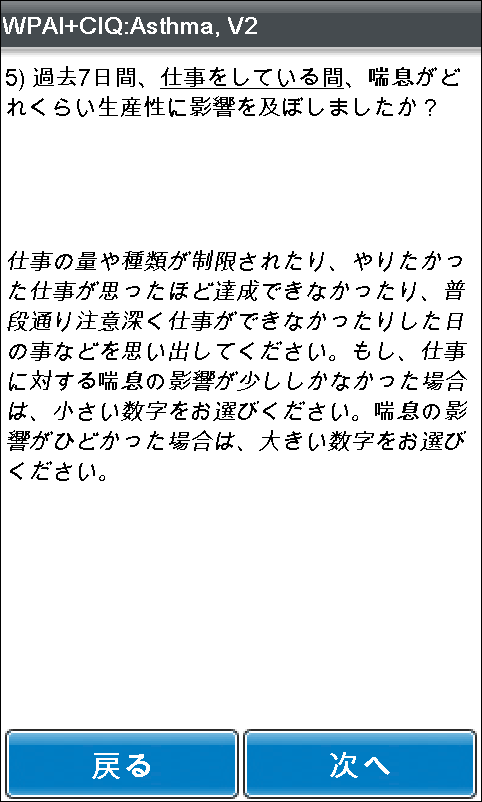 WPAI+CIQ:Asthma, V2
5) 過去7日間、仕事をしている間、喘息がど
れくらい生産性に影響を及ぼしましたか？
仕事の量や種類が制限されたり、やりたかっ
た仕事が思ったほど達成できなかったり、普
段通り注意深く仕事ができなかったりした日
の事などを思い出してください。もし、仕事
に対する喘息の影響が少ししかなかった場合
は、小さい数字をお選びください。喘息の影
響がひどかった場合は、大きい数字をお選び
ください。
戻る
次へ